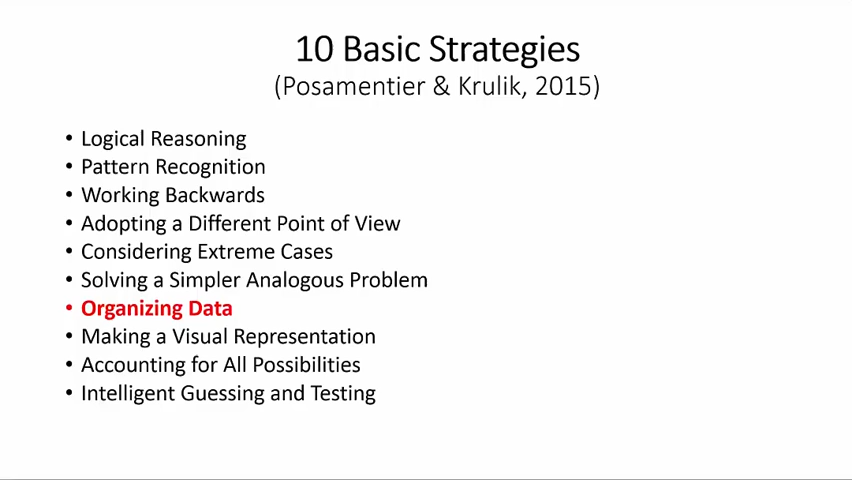 10 Basic Strategies
(Posamentier & Krulik, 2015)
• Logical Reasoning
• Pattern Recognition
• Working Backwards
• Adopting a Different Point of View
• Considering Extreme Cases
• Solving a Simpler Analogous Problem
• Organizing Data
• Making a Visual Representation
• Accounting for All Possibilities
• Intelligent Guessing and Testing